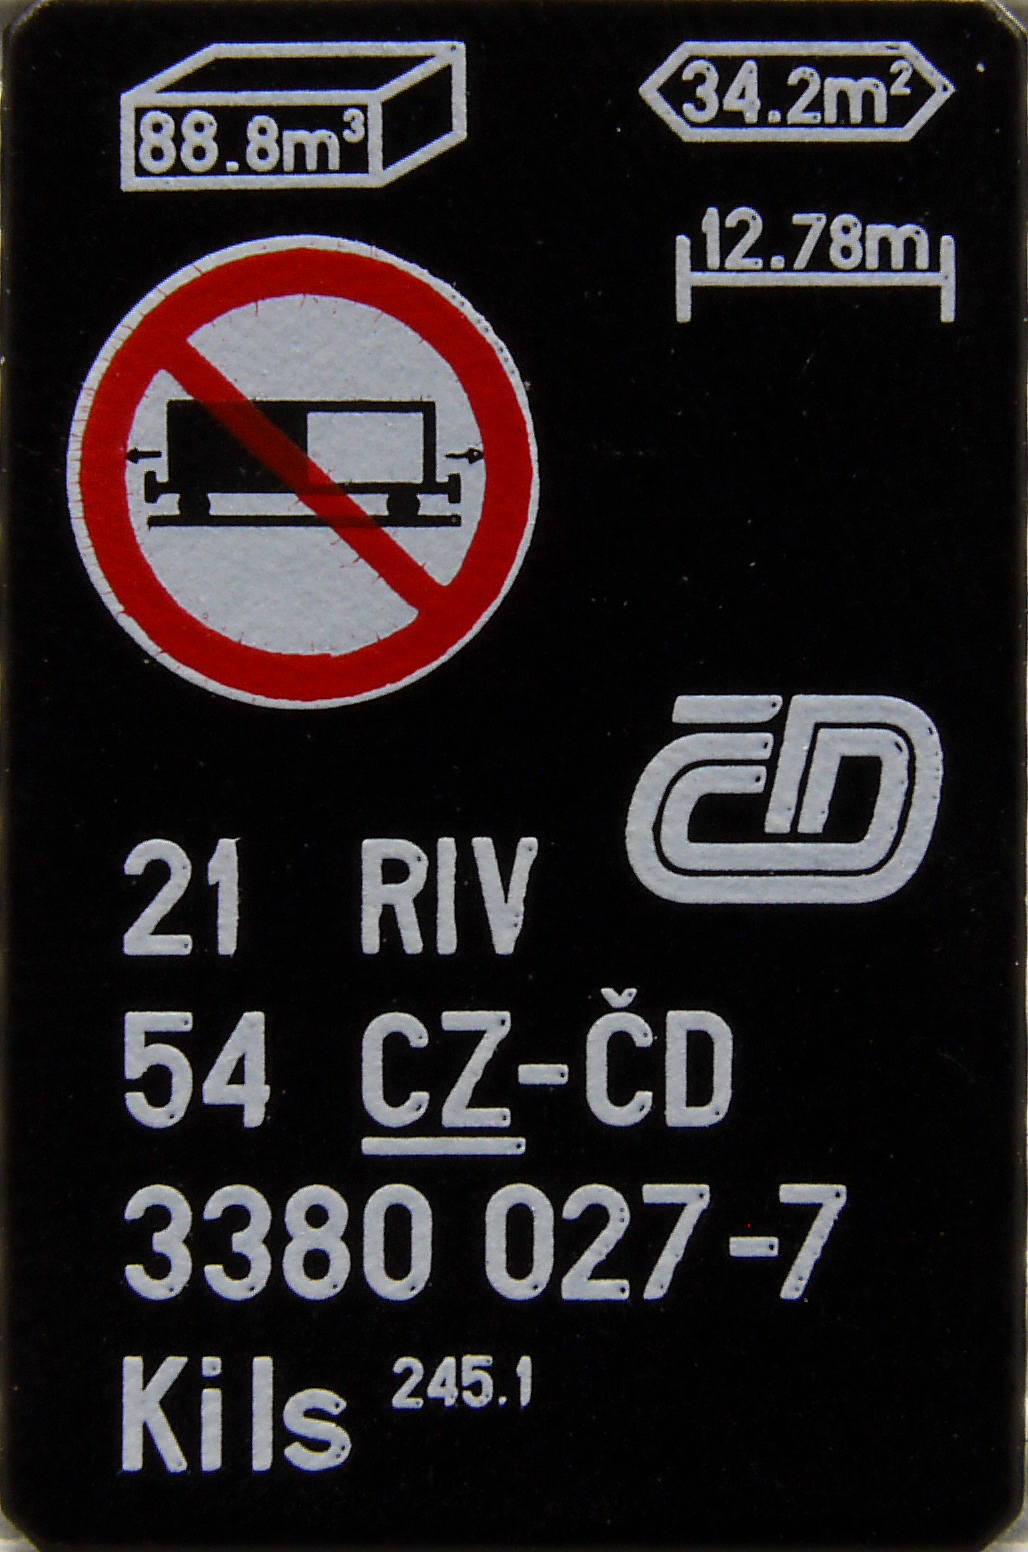 88.8m³
34.2m²
12.78m
ČD
21 RIV
54 CZ-ČD
3380 027-7
Kils 245.1